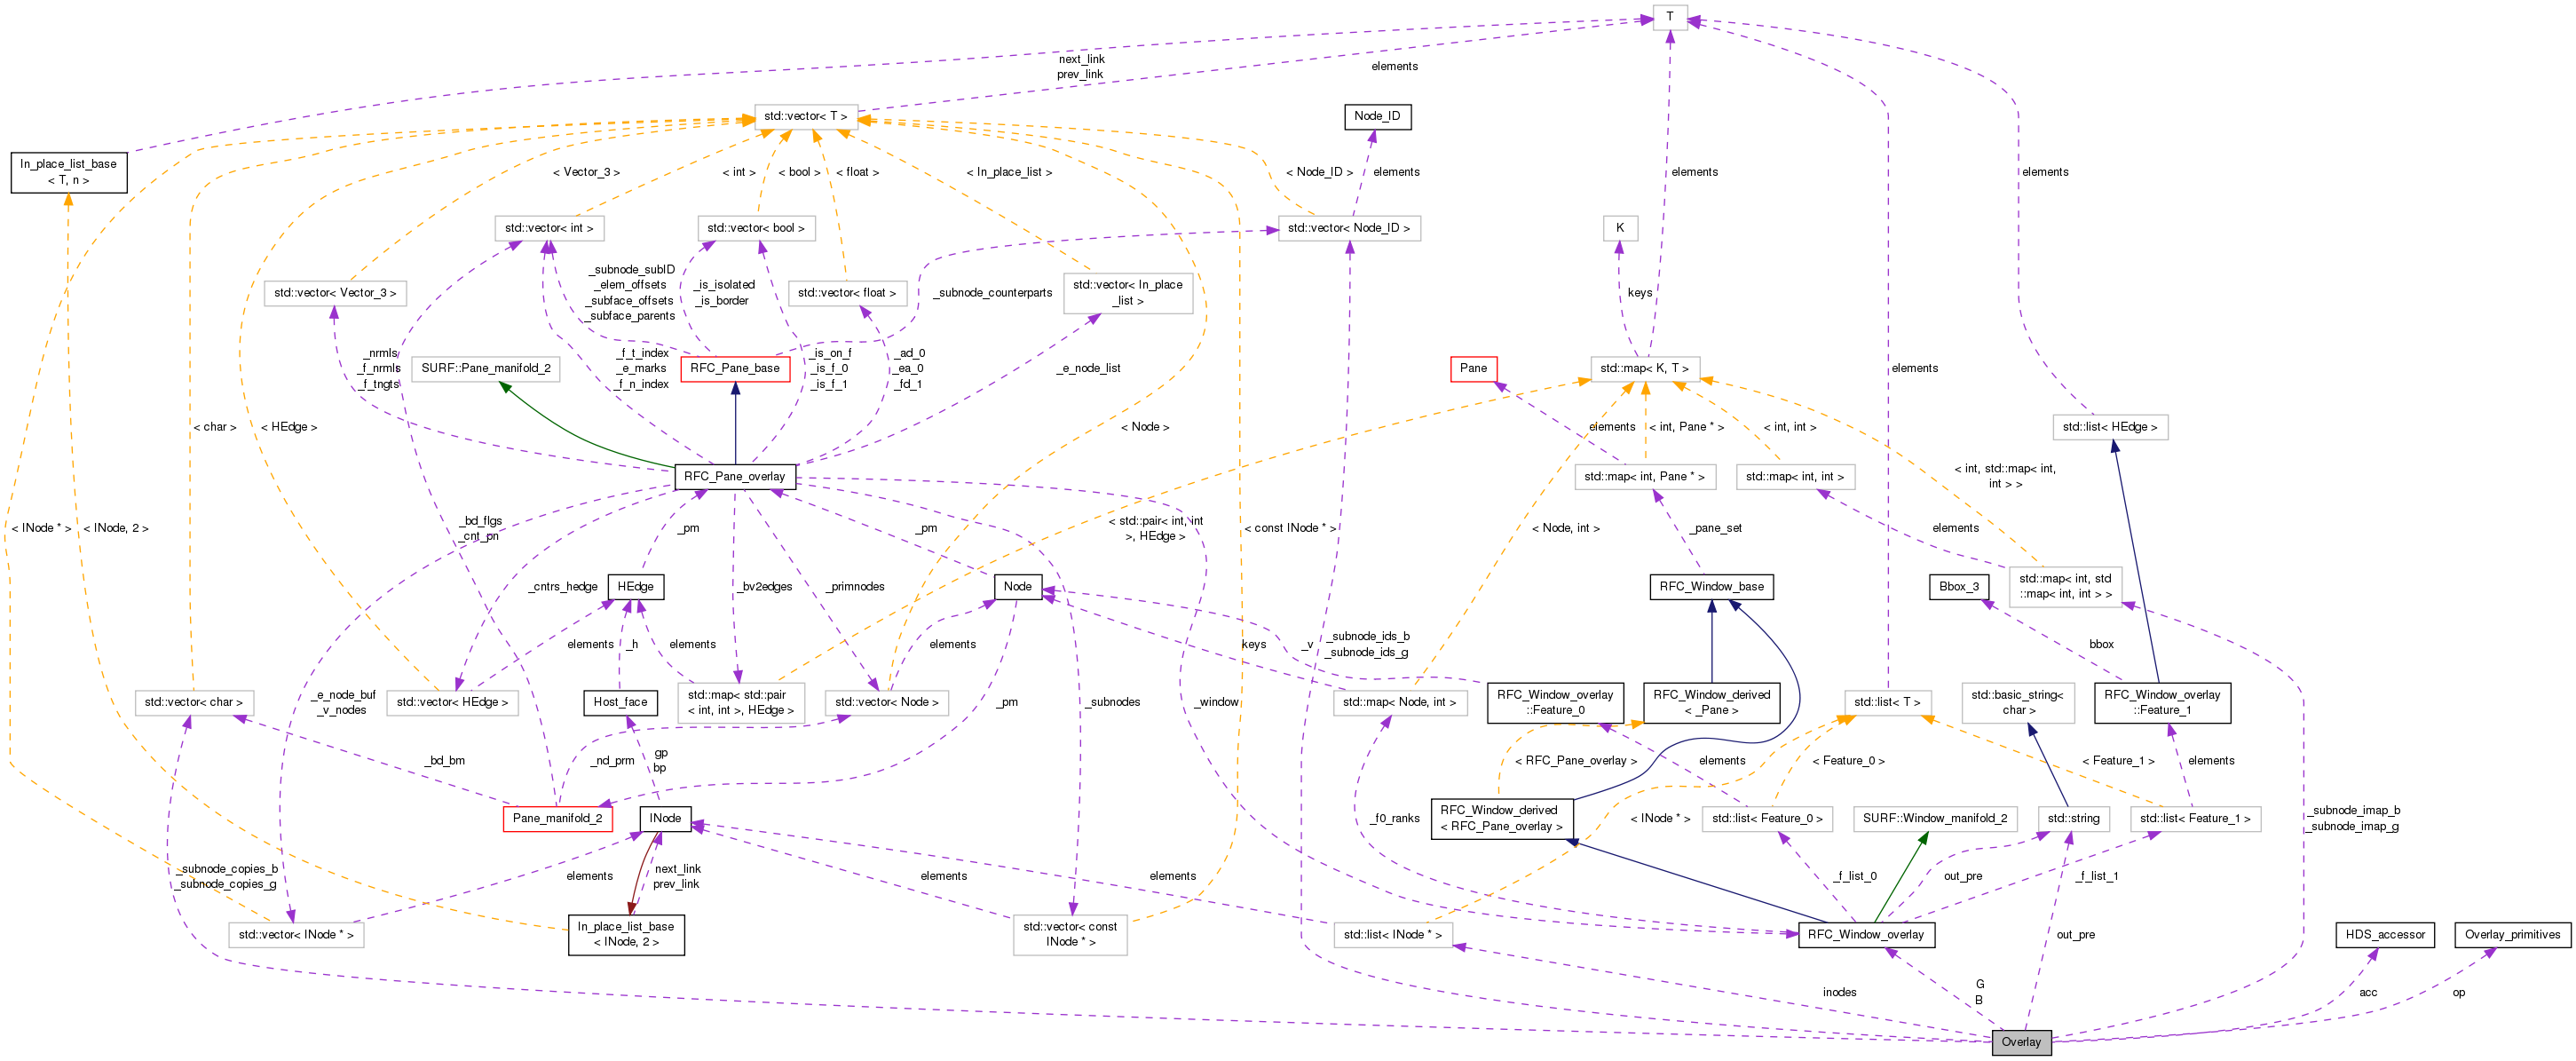 T
next_link
prev_link
elements
std::vector< T >
Node_ID
In_place_list_base
< T, n >
< Vector_3 >
< int >
< bool >
< float >
< In_place_list >
< Node_ID >
elements
elements
elements
std::vector< int >
std::vector< bool >
std::vector< Node_ID >
K
std::vector< Vector_3 >
_subnode_subID
_elem_offsets
_subface_offsets
_subface_parents
_is_isolated
_is_border
std::vector< float >
_subnode_counterparts
std::vector< In_place
_list >
keys
_nrmls
_f_nrmls
_f_tngts
SURF::Pane_manifold_2
_f_t_index
_e_marks
_f_n_index
RFC_Pane_base
_is_on_f
_is_f_0
_is_f_1
_ad_0
_ea_0
_fd_1
_e_node_list
Pane
std::map< K, T >
elements
< char >
< HEdge >
< Node >
elements
< int, Pane * >
< int, int >
std::list< HEdge >
RFC_Pane_overlay
std::map< int, Pane * >
std::map< int, int >
< int, std::map< int,
int > >
< INode * >
< INode, 2 >
_bd_flgs
_cnt_pn
_pm
_pm
< std::pair< int, int
>, HEdge >
< const INode * >
< Node, int >
_pane_set
elements
_cntrs_hedge
HEdge
_bv2edges
_primnodes
Node
RFC_Window_base
Bbox_3
std::map< int, std
::map< int, int > >
elements
_h
elements
elements
keys
_v
_subnode_ids_b
_subnode_ids_g
bbox
std::vector< char >
_e_node_buf
_v_nodes
std::vector< HEdge >
Host_face
std::map< std::pair
< int, int >, HEdge >
std::vector< Node >
_pm
_subnodes
_window
std::map< Node, int >
RFC_Window_overlay
::Feature_0
RFC_Window_derived
< _Pane >
std::list< T >
std::basic_string<
char >
RFC_Window_overlay
::Feature_1
_bd_bm
_nd_prm
gp
bp
< RFC_Pane_overlay >
elements
< Feature_0 >
< Feature_1 >
elements
Pane_manifold_2
INode
_f0_ranks
RFC_Window_derived
< RFC_Pane_overlay >
< INode * >
std::list< Feature_0 >
SURF::Window_manifold_2
std::string
std::list< Feature_1 >
_subnode_imap_b
_subnode_imap_g
_subnode_copies_b
_subnode_copies_g
elements
next_link
prev_link
elements
elements
_f_list_0
out_pre
_f_list_1
std::vector< INode * >
In_place_list_base
< INode, 2 >
std::vector< const
INode * >
std::list< INode * >
RFC_Window_overlay
out_pre
HDS_accessor
Overlay_primitives
inodes
G
B
acc
op
Overlay